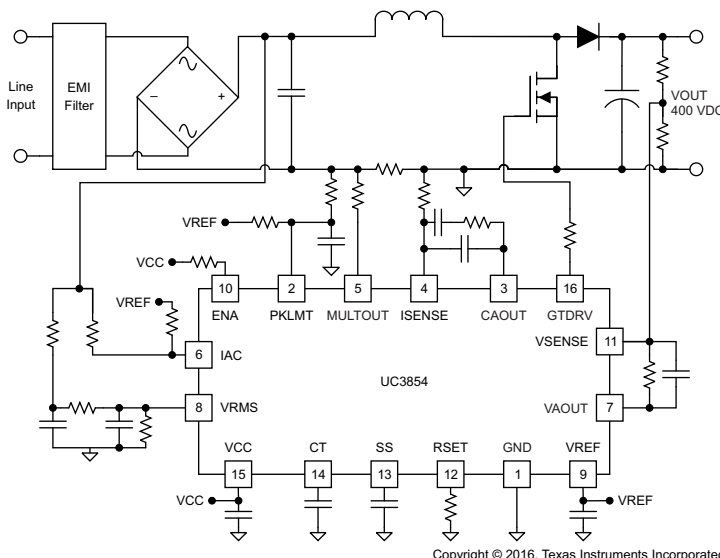 Line
Input
EMI
Filter
−
+
VOUT
400 VDC
VREF
VCC
VREF
10
2
5
4
3
16
ENA
PKLMT
MULTOUT
ISENSE
CAOUT
GTDRV
VSENSE
11
6
IAC
UC3854
8
VRMS
VAOUT
7
VCC
CT
SS
RSET
GND
VREF
15
14
13
12
1
9
VCC
VREF
Copyright © 2016, Texas Instruments Incorporated